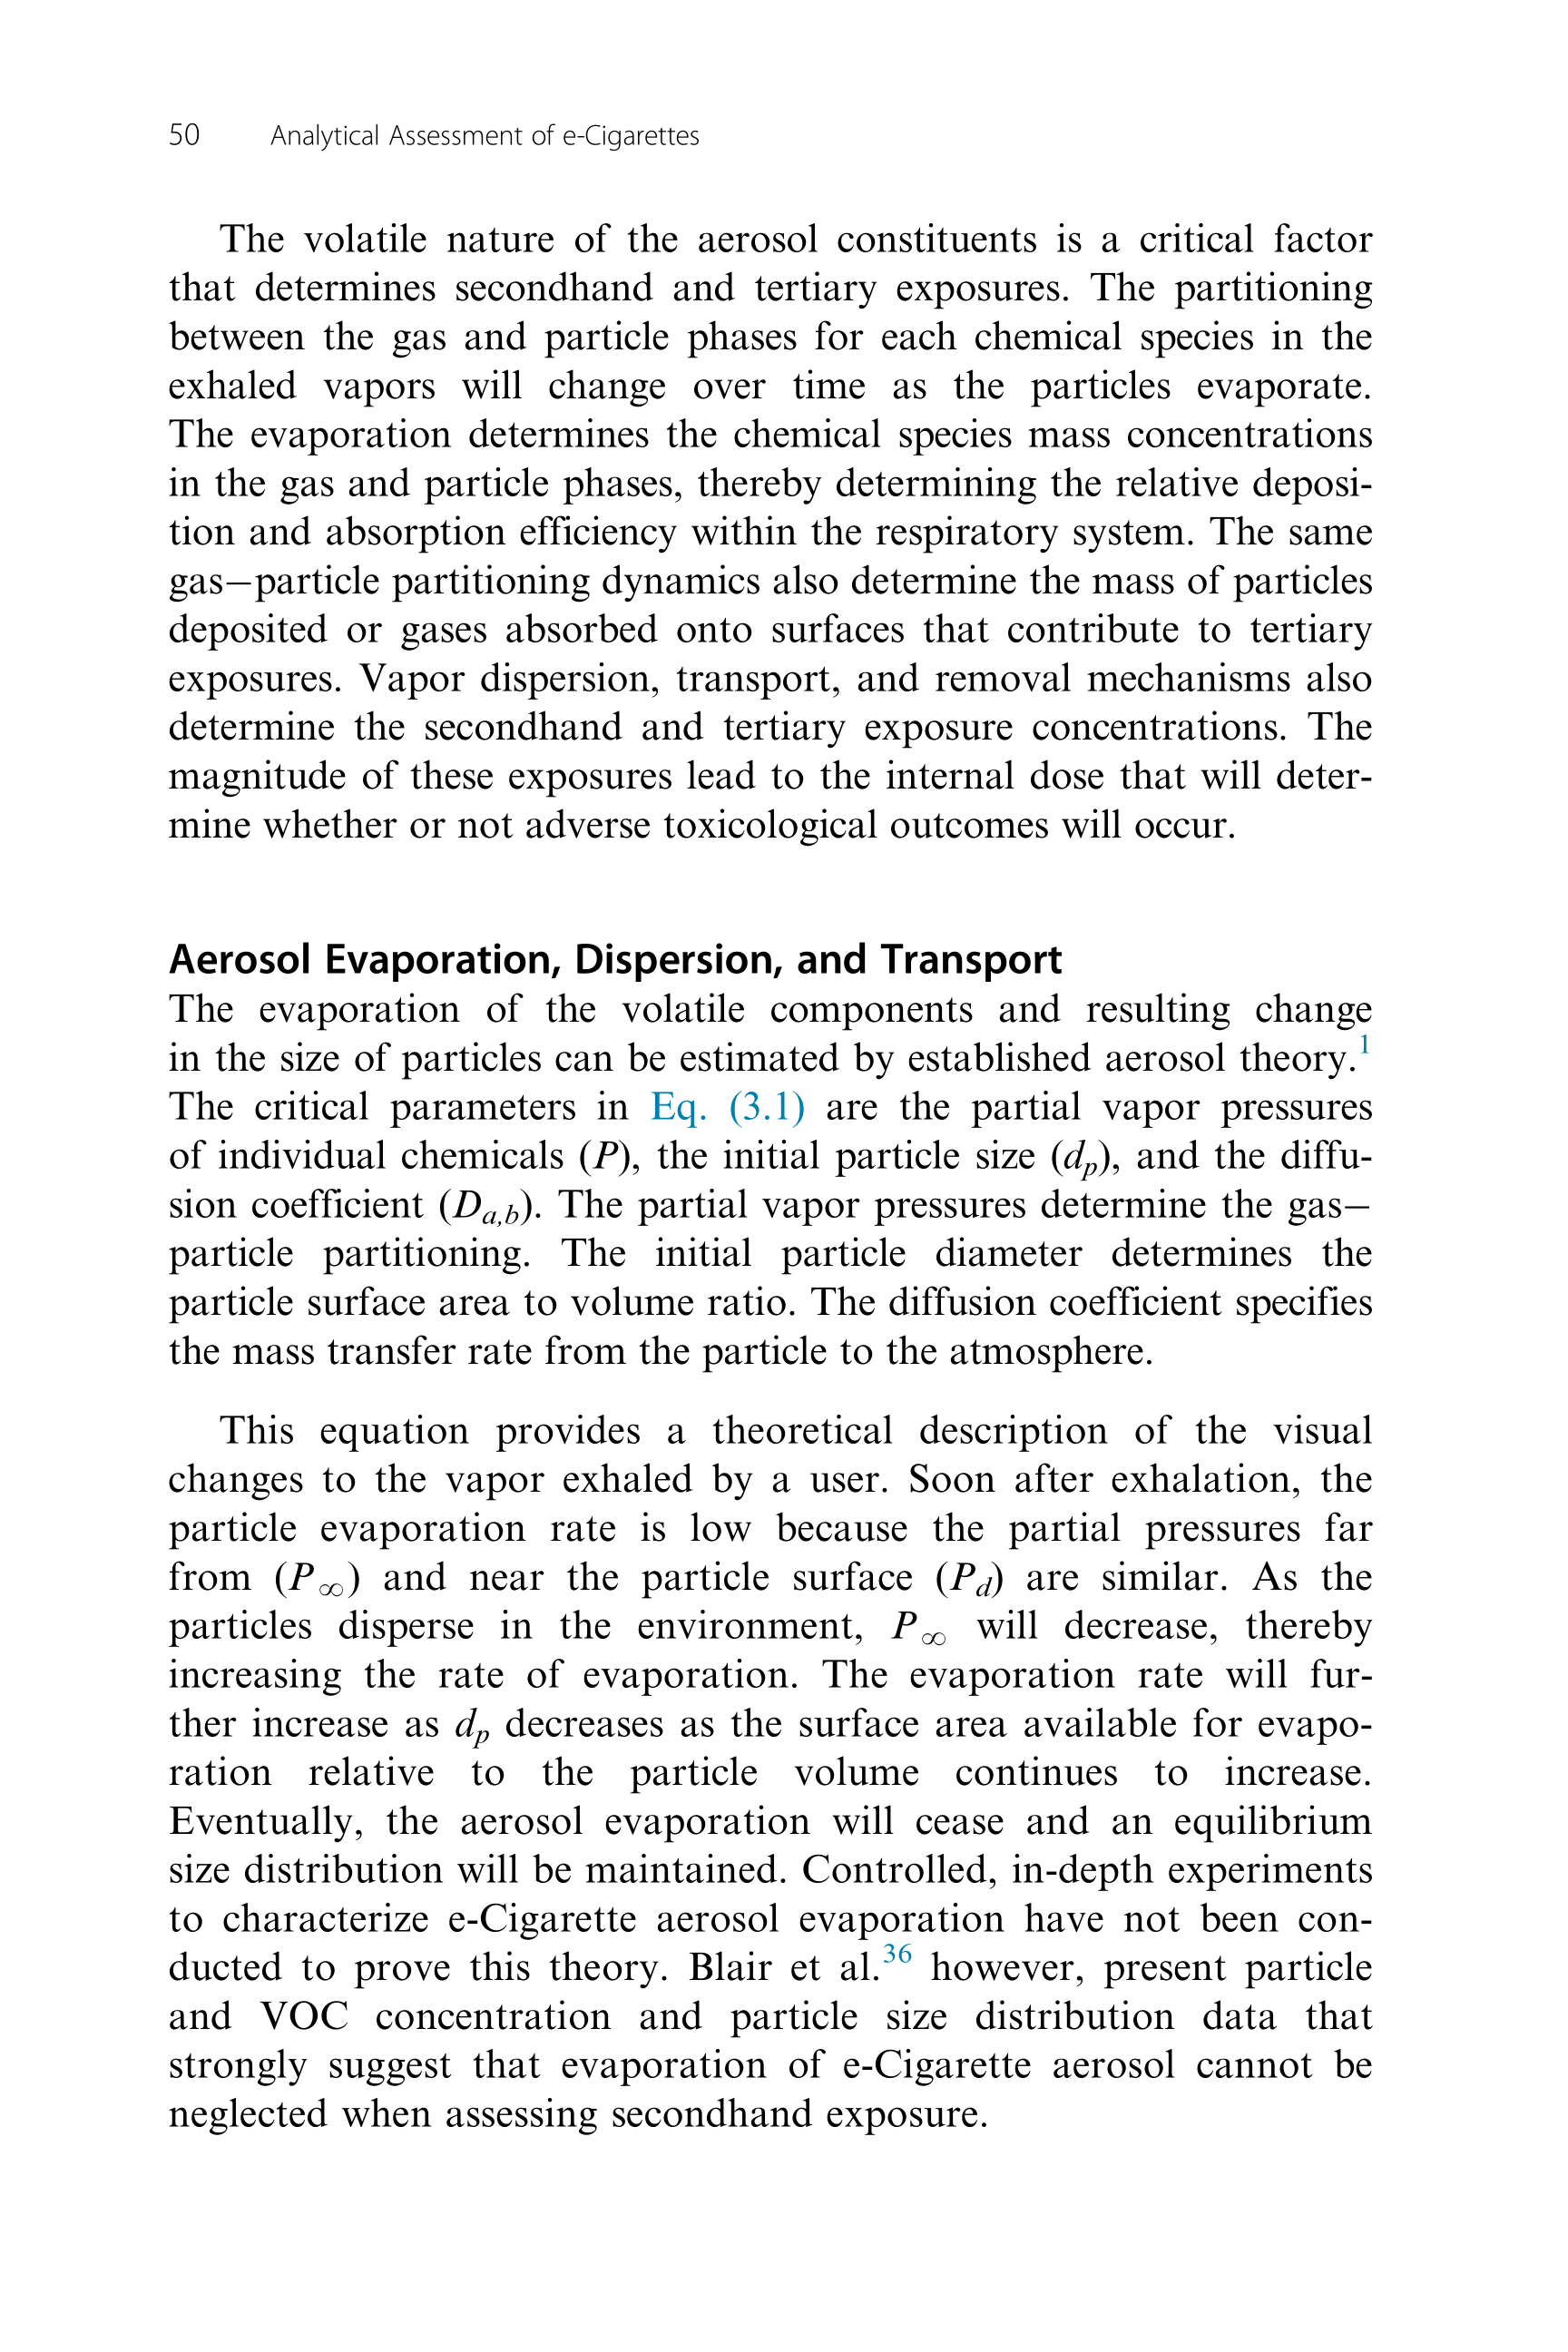 50 Analytical Assessment of e-Cigarettes
The volatile nature of the aerosol constituents is a critical factor
that determines secondhand and tertiary exposures. The partitioning
between the gas and particle phases for each chemical species in the
exhaled vapors will change over time as the particles evaporate.
The evaporation determines the chemical species mass concentrations
in the gas and particle phases, thereby determining the relative deposi-
tion and absorption efficiency within the respiratory system. The same
gas–particle partitioning dynamics also determine the mass of particles
deposited or gases absorbed onto surfaces that contribute to tertiary
exposures. Vapor dispersion, transport, and removal mechanisms also
determine the secondhand and tertiary exposure concentrations. The
magnitude of these exposures lead to the internal dose that will deter-
mine whether or not adverse toxicological outcomes will occur.
Aerosol Evaporation, Dispersion, and Transport
The evaporation of the volatile components and resulting change
in the size of particles can be estimated by established aerosol theory.1
The critical parameters in Eq. (3.1) are the partial vapor pressures
of individual chemicals (P), the initial particle size (dp), and the diffu-
sion coefficient (Da,b). The partial vapor pressures determine the gas–
particle partitioning. The initial particle diameter determines the
particle surface area to volume ratio. The diffusion coefficient specifies
the mass transfer rate from the particle to the atmosphere.
This equation provides a theoretical description of the visual
changes to the vapor exhaled by a user. Soon after exhalation, the
particle evaporation rate is low because the partial pressures far
from (P∞) and near the particle surface (Pd) are similar. As the
particles disperse in the environment, P∞ will decrease, thereby
increasing the rate of evaporation. The evaporation rate will fur-
ther increase as dp decreases as the surface area available for evapo-
ration relative to the particle volume continues to increase.
Eventually, the aerosol evaporation will cease and an equilibrium
size distribution will be maintained. Controlled, in-depth experiments
to characterize e-Cigarette aerosol evaporation have not been con-
ducted to prove this theory. Blair et al.36 however, present particle
and VOC concentration and particle size distribution data that
strongly suggest that evaporation of e-Cigarette aerosol cannot be
neglected when assessing secondhand exposure.